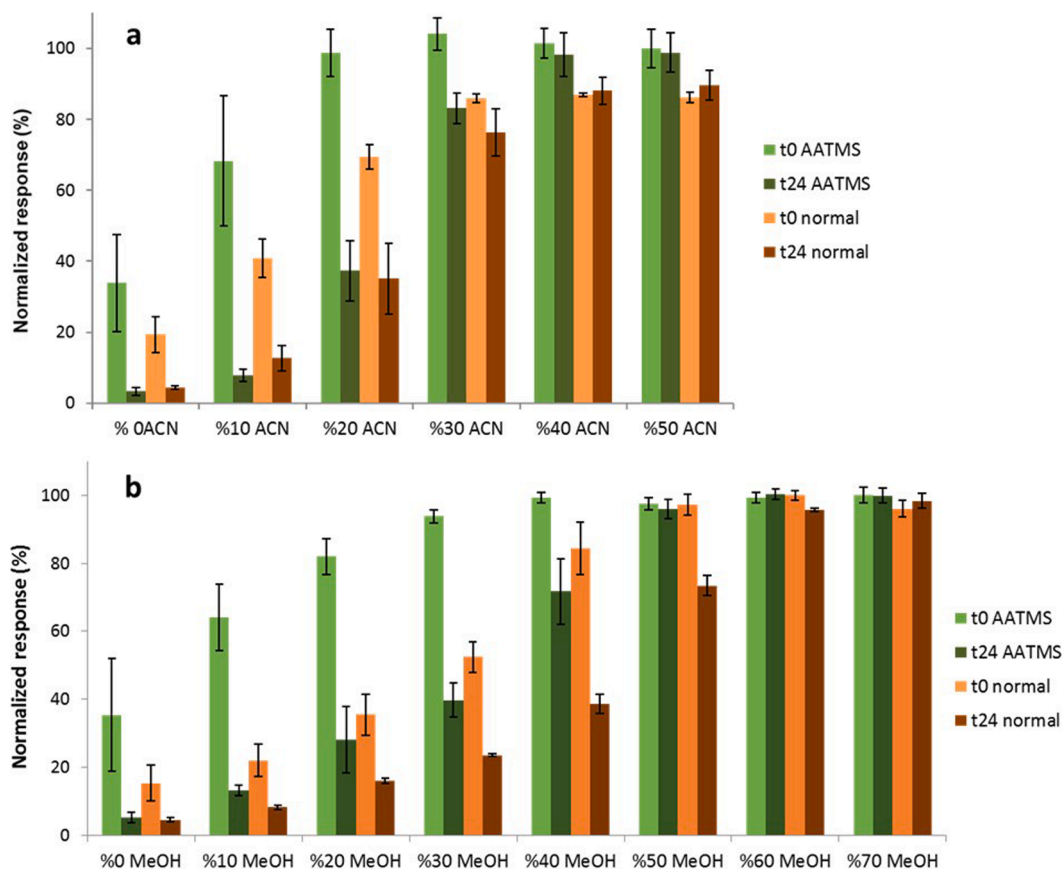 a
Normalized response (%)
100
80
60
40
20
0
% 0ACN %10 ACN %20 ACN %30 ACN %40 ACN %50 ACN
t0 AATMS
t24 AATMS
t0 normal
t24 normal
b
Normalized response (%)
100
80
60
40
20
0
%0 MeOH %10 MeOH %20 MeOH %30 MeOH %40 MeOH %50 MeOH %60 MeOH %70 MeOH
t0 AATMS
t24 AATMS
t0 normal
t24 normal